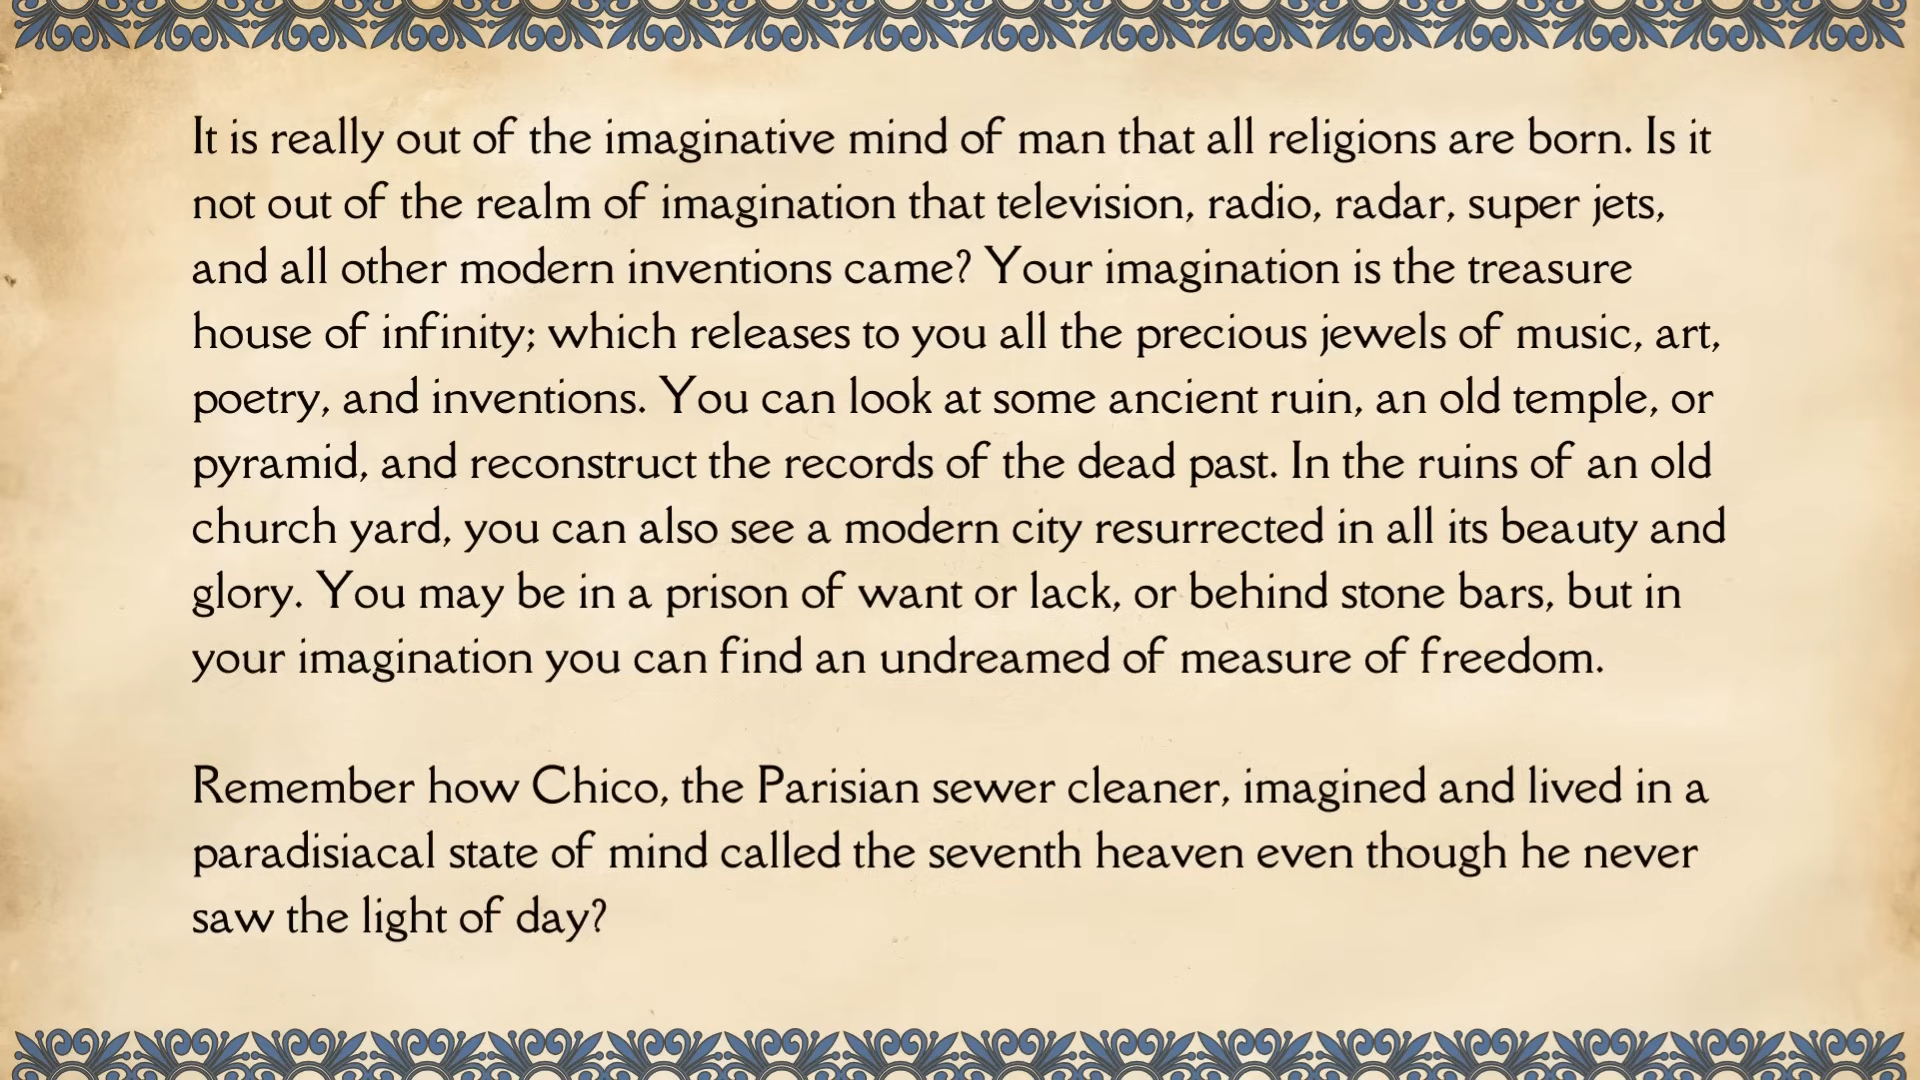 It is really out of the imaginative mind of man that all religions are born. Is it
not out of the realm of imagination that television, radio, radar, super jets,
and all other modern inventions came? Your imagination is the treasure
house of infinity; which releases to you all the precious jewels of music, art,
poetry, and inventions. You can look at some ancient ruin, an old temple, or
pyramid, and reconstruct the records of the dead past. In the ruins of an old
church yard, you can also see a modern city resurrected in all its beauty and
glory. You may be in a prison of want or lack, or behind stone bars, but in
your imagination you can find an undreamed of measure of freedom.
Remember how Chico, the Parisian sewer cleaner, imagined and lived in a
paradisiacal state of mind called the seventh heaven even though he never
saw the light of day?